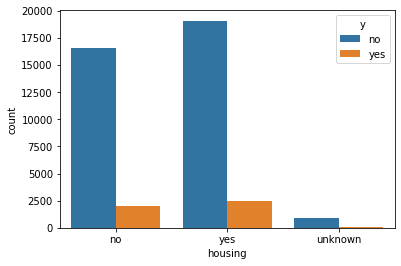 20000
17500
15000
12500
10000
7500
5000
2500
0
count
no
yes
unknown
housing
y
no
yes